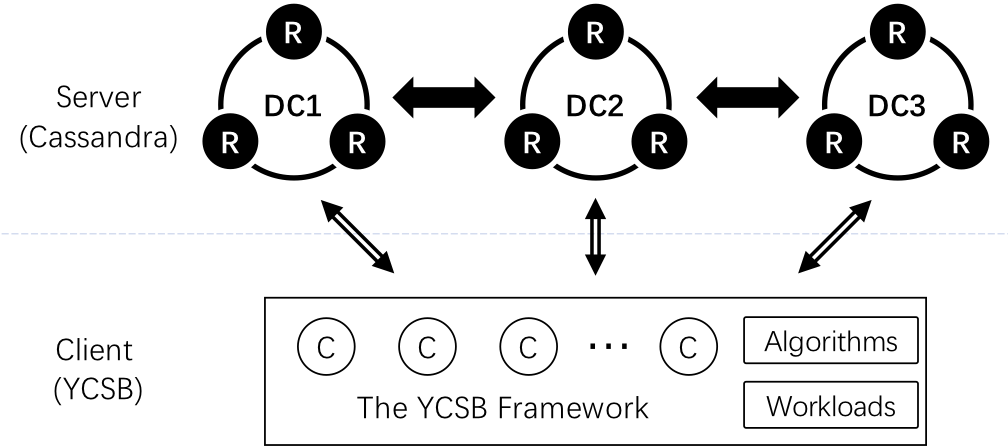 R R R
Server
(Cassandra)
DC1 DC2 DC3
R R R R R R
Client
(YCSB)
C C C ... C
Algorithms
The YCSB Framework
Workloads